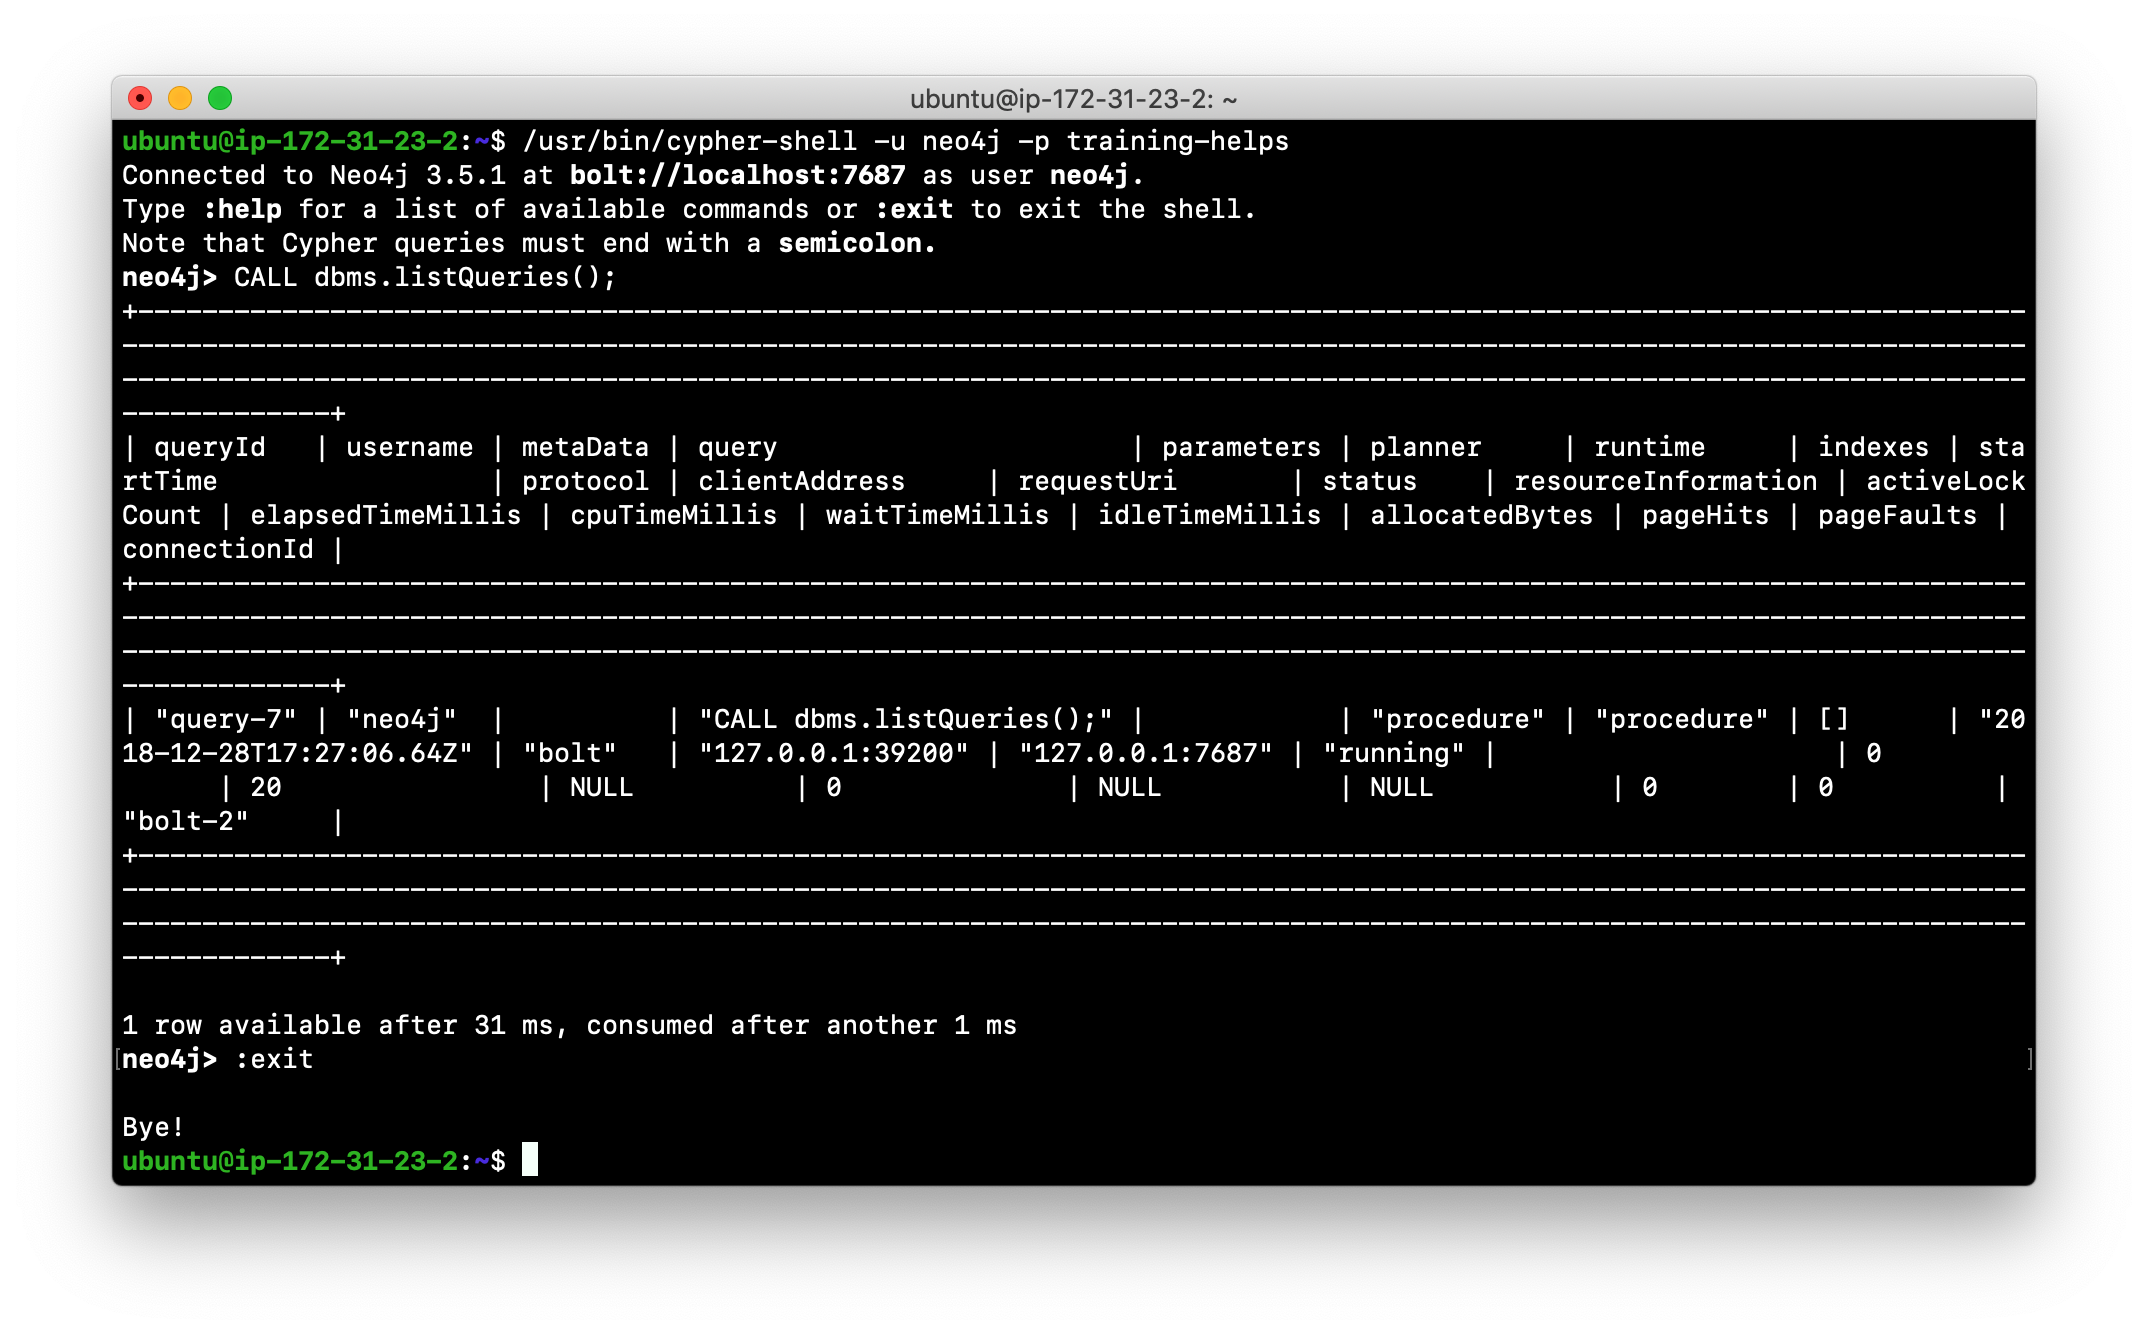 ubuntu@ip-172-31-23-2: ~
ubuntu@ip-172-31-23-2:~$ /usr/bin/cypher-shell -u neo4j -p training-helps
Connected to Neo4j 3.5.1 at bolt://localhost:7687 as user neo4j.
Type :help for a list of available commands or :exit to exit the shell.
Note that Cypher queries must end with a semicolon.
neo4j> CALL dbms.listQueries();
+----------------------------------------------------------------------------------------------------------------------
-----------------------------------------------------------------------------------------------------------------------
-----------------------------------------------------------------------------------------------------------------------
-------------+
| queryId   | username | metaData | query                      | parameters | planner     | runtime     | indexes | sta
rtTime                 | protocol | clientAddress     | requestUri       | status    | resourceInformation | activeLock
Count | elapsedTimeMillis | cpuTimeMillis | waitTimeMillis | idleTimeMillis | allocatedBytes | pageHits | pageFaults | 
connectionId |
+----------------------------------------------------------------------------------------------------------------------
-----------------------------------------------------------------------------------------------------------------------
-----------------------------------------------------------------------------------------------------------------------
-------------+
| "query-7" | "neo4j"  |          | "CALL dbms.listQueries();" |            | "procedure" | "procedure" | []      | "20
18-12-28T17:27:06.64Z" | "bolt"   | "127.0.0.1:39200" | "127.0.0.1:7687" | "running" |                     | 0
      | 20                | NULL          | 0              | NULL           | NULL           | 0        | 0          |
"bolt-2"     |
+----------------------------------------------------------------------------------------------------------------------
-----------------------------------------------------------------------------------------------------------------------
-----------------------------------------------------------------------------------------------------------------------
-------------+
1 row available after 31 ms, consumed after another 1 ms
[neo4j> :exit ]
Bye!
ubuntu@ip-172-31-23-2:~$